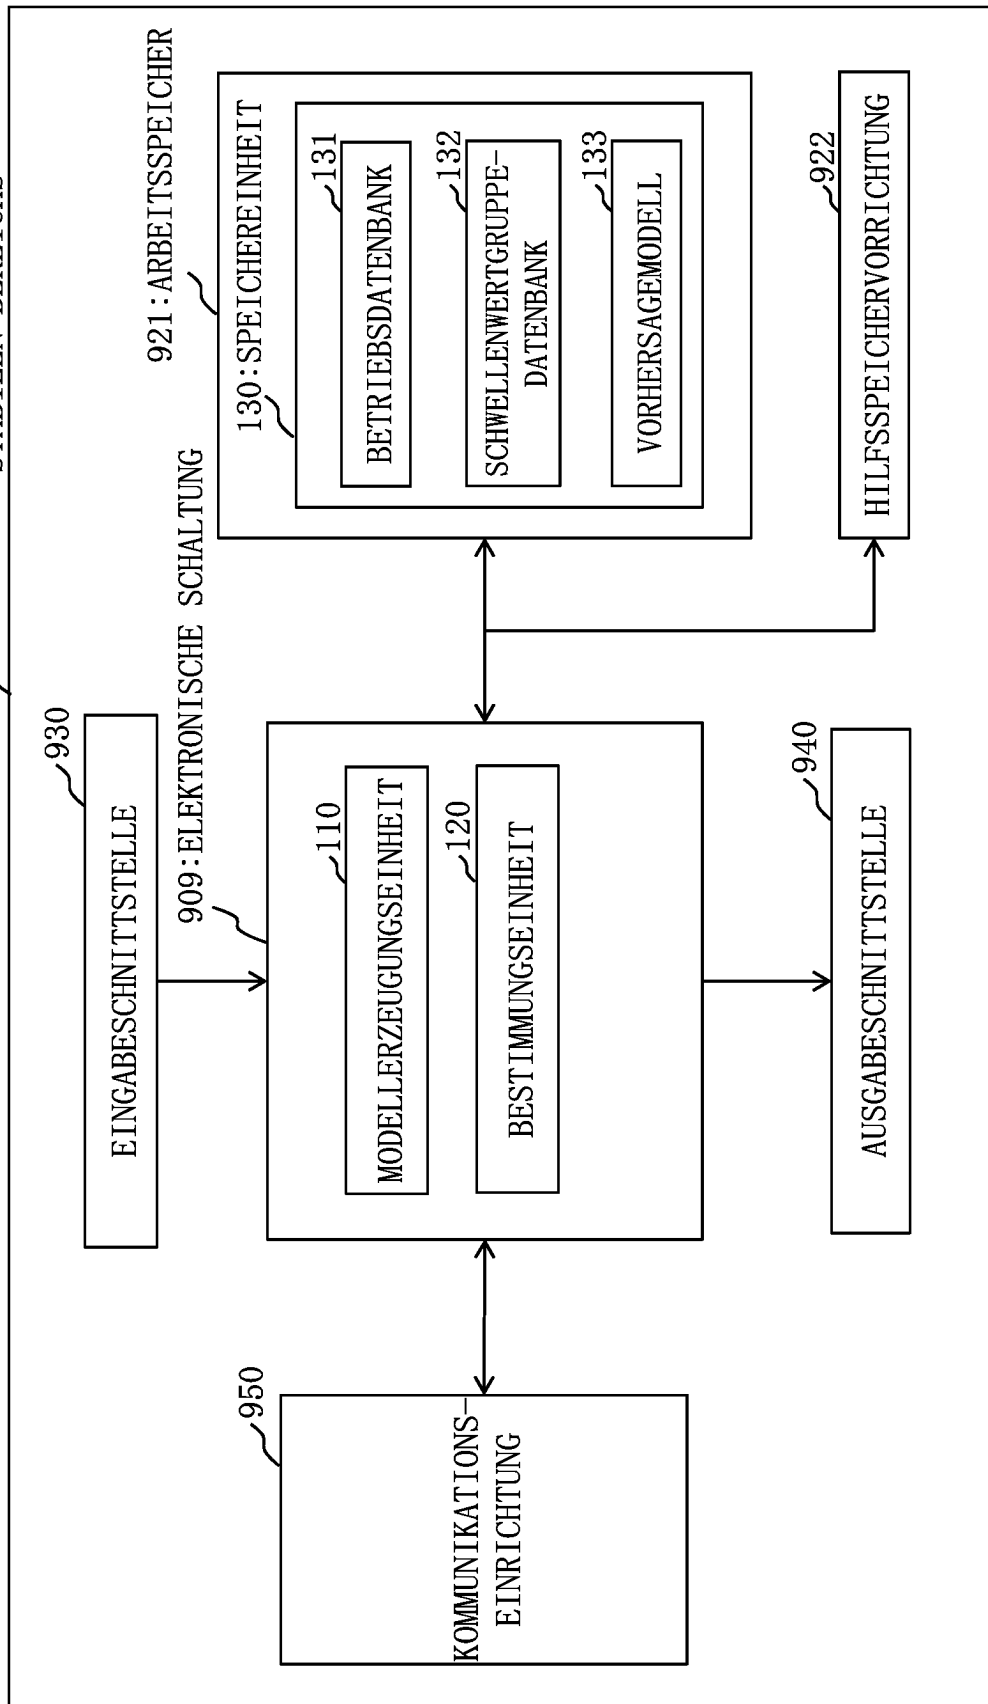 930
EINGABESCHNITTSTELLE
909:ELEKTRONISCHE SCHALTUNG
921:ARBEITSSPEICHER
130:SPEICHEREINHEIT
950
KOMMUNIKATIONS-
EINRICHTUNG
110
MODELLERZEUGUNGSEINHEIT
120
BESTIMMUNGSEINHEIT
131
BETRIEBSDATENBANK
132
SCHWELLENWERTGRUPPE-
DATENBANK
133
VORHERSAGEMODELL
940
AUSGABESCHNITTSTELLE
922
HILFSSPEICHERVORRICHTUNG